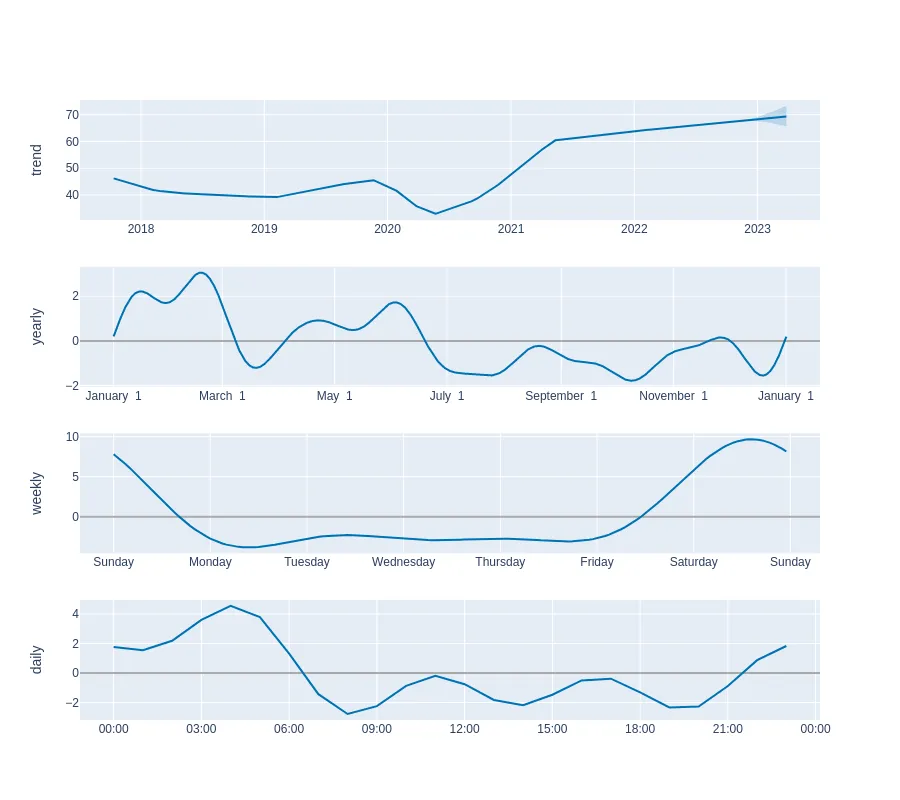 trend
70
60
50
40
2018 2019 2020 2021 2022 2023
yearly
2
0
−2
January 1 March 1 May 1 July 1 September 1 November 1 January 1
weekly
10
5
0
Sunday Monday Tuesday Wednesday Thursday Friday Saturday Sunday
daily
4
2
0
−2
00:00 03:00 06:00 09:00 12:00 15:00 18:00 21:00 00:00